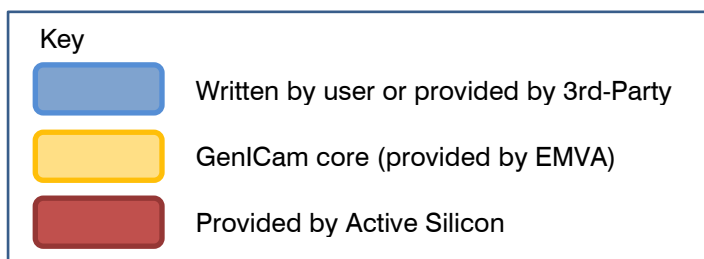 Key
Written by user or provided by 3rd-Party
GenICam core (provided by EMVA)
Provided by Active Silicon